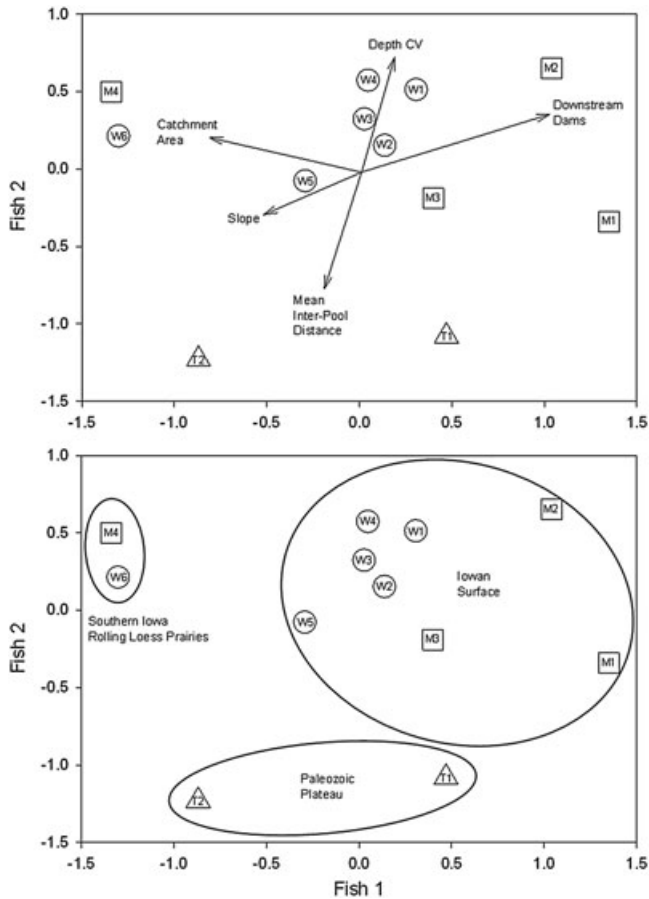 1.0
Depth CV
M2
W4
W1
M4
0.5
Downstream
Dams
W3
Catchment
Area
W6
W2
0.0
W5
M3
Slope
M1
-0.5
Mean
Inter-Pool
Distance
-1.0
T1
T2
-1.5
-1.5 -1.0 -0.5 0.0 0.5 1.0 1.5
Fish 2
1.0
M2
W4
W1
M4
0.5
W3
W6
W2
Iowan
Surface
0.0
W5
Southern Iowa
Rolling Loess Prairies
M3
M1
-0.5
-1.0
T1
Paleozoic
Plateau
T2
-1.5
-1.5 -1.0 -0.5 0.0 0.5 1.0 1.5
Fish 2
Fish 1